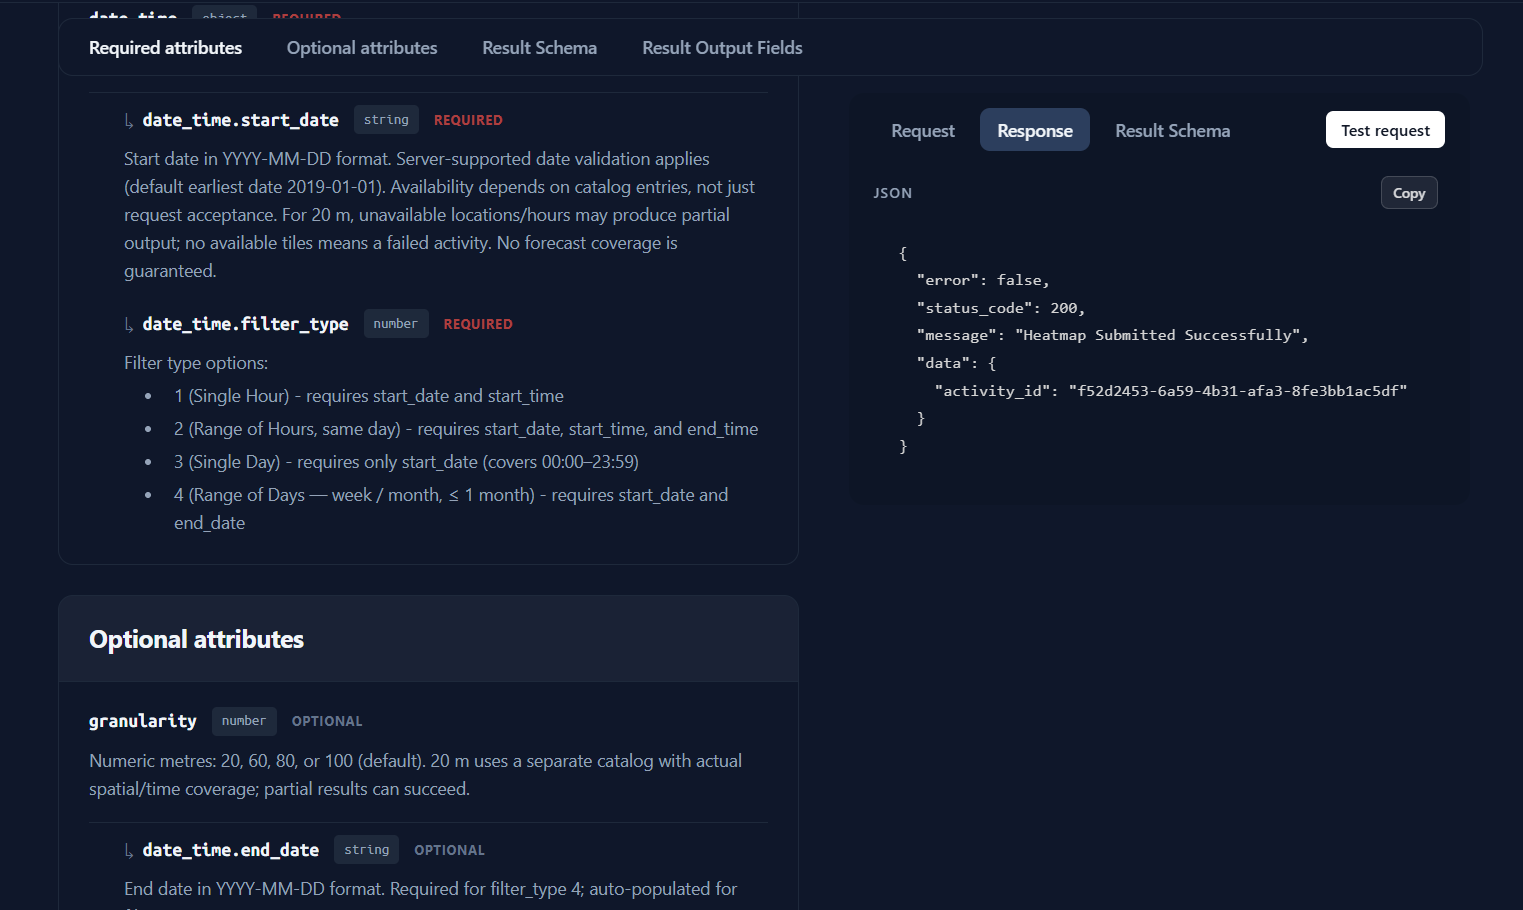 date_time object REQUIRED
Required attributes Optional attributes Result Schema Result Output Fields
↳ date_time.start_date string REQUIRED
Start date in YYYY-MM-DD format. Server-supported date validation applies
(default earliest date 2019-01-01). Availability depends on catalog entries, not just
request acceptance. For 20 m, unavailable locations/hours may produce partial
output; no available tiles means a failed activity. No forecast coverage is
guaranteed.
↳ date_time.filter_type number REQUIRED
Filter type options:
• 1 (Single Hour) - requires start_date and start_time
• 2 (Range of Hours, same day) - requires start_date, start_time, and end_time
• 3 (Single Day) - requires only start_date (covers 00:00–23:59)
• 4 (Range of Days — week / month, ≤ 1 month) - requires start_date and
end_date
Optional attributes
granularity number OPTIONAL
Numeric metres: 20, 60, 80, or 100 (default). 20 m uses a separate catalog with actual
spatial/time coverage; partial results can succeed.
↳ date_time.end_date string OPTIONAL
End date in YYYY-MM-DD format. Required for filter_type 4; auto-populated for
Request Response Result Schema Test request
JSON Copy
{
"error": false,
"status_code": 200,
"message": "Heatmap Submitted Successfully",
"data": {
"activity_id": "f52d2453-6a59-4b31-afa3-8fe3bb1ac5df"
}
}